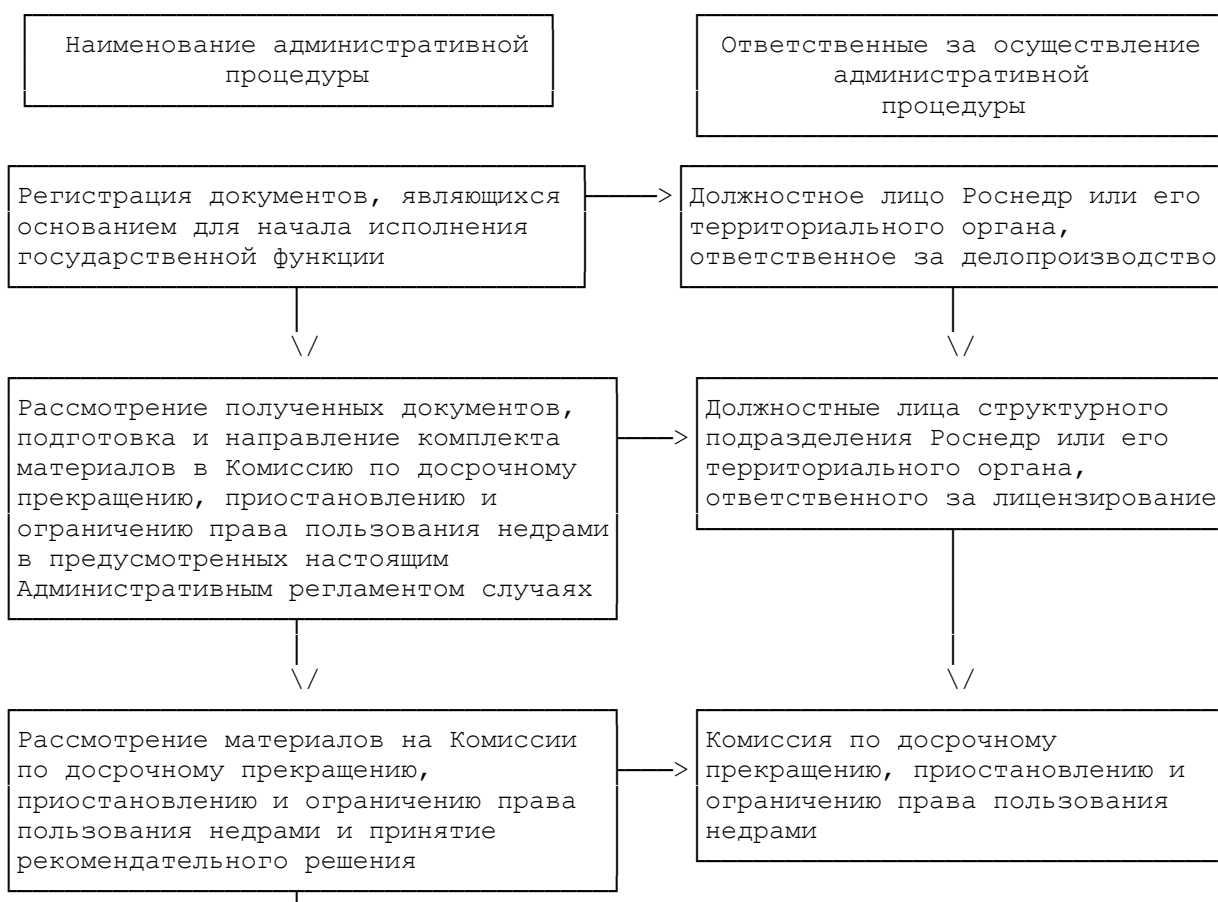 Наименование административной
процедуры
Ответственные за осуществление
административной
процедуры
Регистрация документов, являющихся
основанием для начала исполнения
государственной функции
Должностное лицо Роснедр или его
территориального органа,
ответственное за делопроизводство
Рассмотрение полученных документов,
подготовка и направление комплекта
материалов в Комиссию по досрочному
прекращению, приостановлению и
ограничению права пользования недрами
в предусмотренных настоящим
Административным регламентом случаях
Должностные лица структурного
подразделения Роснедр или его
территориального органа,
ответственного за лицензирование
Рассмотрение материалов на Комиссии
по досрочному прекращению,
приостановлению и ограничению права
пользования недрами и принятие
рекомендательного решения
Комиссия по досрочному
прекращению, приостановлению и
ограничению права пользования
недрами